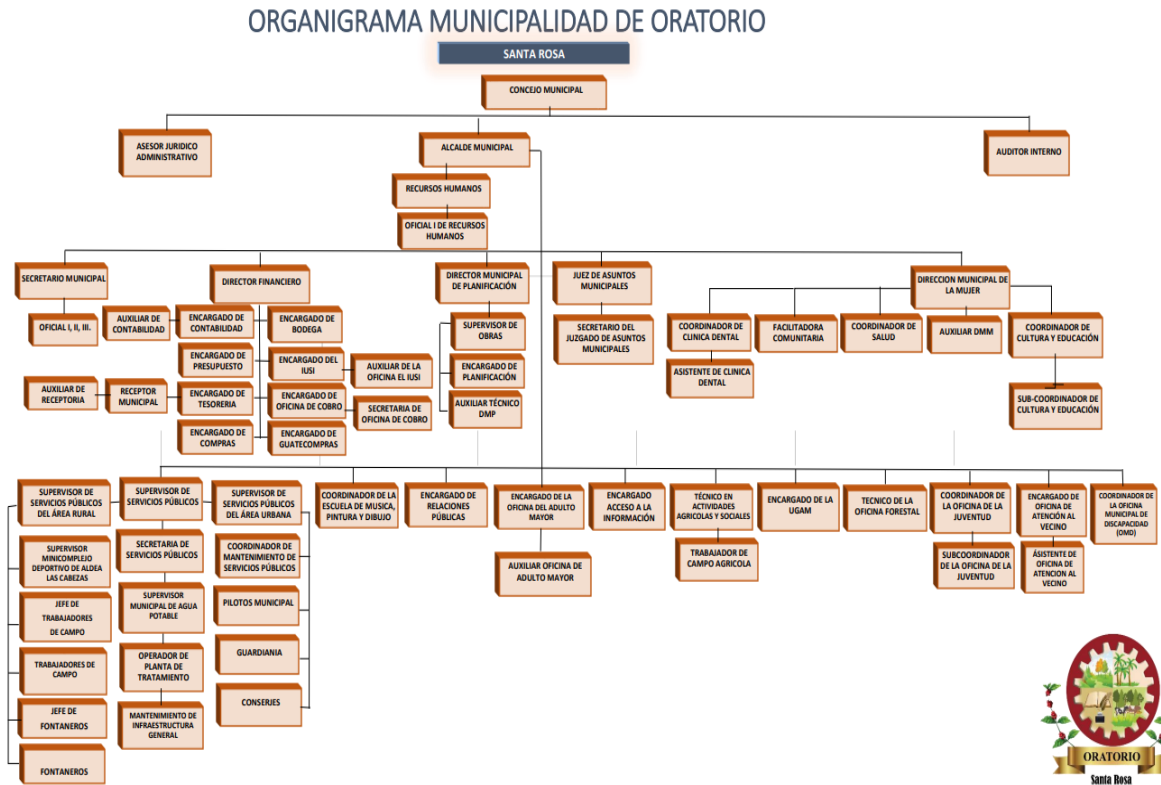 ORGANIGRAMA MUNICIPALIDAD DE ORATORIO
SANTA ROSA
CONCEJO MUNICIPAL
ASESOR JURIDICO
ADMINISTRATIVO
ALCALDE MUNICIPAL
AUDITOR INTERNO
RECURSOS HUMANOS
OFICIAL I DE RECURSOS
HUMANOS
SECRETARIO MUNICIPAL
DIRECTOR FINANCIERO
DIRECTOR MUNICIPAL
DE PLANIFICACIÓN
JUEZ DE ASUNTOS
MUNICIPALES
DIRECCION MUNICIPAL DE
LA MUJER
OFICIAL I, II, III.
AUXILIAR DE
CONTABILIDAD
ENCARGADO DE
CONTABILIDAD
ENCARGADO DE
BODEGA
SUPERVISOR DE
OBRAS
SECRETARIO DEL
JUZGADO DE ASUNTOS
MUNICIPALES
COORDINADOR DE
CLINICA DENTAL
FACILITADORA
COMUNITARIA
COORDINADOR DE
SALUD
AUXILIAR DMM
COORDINADOR DE
CULTURA Y EDUCACIÓN
ENCARGADO DE
PRESUPUESTO
ENCARGADO DEL
IUSI
AUXILIAR DE LA
OFICINA EL IUSI
ENCARGADO DE
PLANIFICACIÓN
ASISTENTE DE CLINICA
DENTAL
AUXILIAR DE
RECEPTORIA
RECEPTOR
MUNICIPAL
ENCARGADO DE
TESORERIA
ENCARGADO DE
OFICINA DE COBRO
SECRETARIA DE
OFICINA DE COBRO
AUXILIAR TÉCNICO
DMP
SUB-COORDINADOR DE
CULTURA Y EDUCACIÓN
ENCARGADO DE
COMPRAS
ENCARGADO DE
GUATECOMPRAS
SUPERVISOR DE
SERVICIOS PÚBLICOS
DEL ÁREA RURAL
SUPERVISOR DE
SERVICIOS PÚBLICOS
SUPERVISOR DE
SERVICIOS PÚBLICOS
DEL ÁREA URBANA
COORDINADOR DE LA
ESCUELA DE MUSICA,
PINTURA Y DIBUJO
ENCARGADO DE
RELACIONES
PÚBLICAS
ENCARGADO DE LA
OFICINA DEL ADULTO
MAYOR
ENCARGADO
ACCESO A LA
INFORMACIÓN
TÉCNICO EN
ACTIVIDADES
AGRICOLAS Y SOCIALES
ENCARGADO DE LA
UGAM
TECNICO DE LA
OFICINA FORESTAL
COORDINADOR DE
LA OFICINA DE LA
JUVENTUD
ENCARGADO DE
OFICINA DE
ATENCIÓN AL
VECINO
COORDINADOR DE
LA OFICINA
MUNICIPAL DE
DISCAPACIDAD
(OMD)
SUPERVISOR
MINICOMPLEJO
DEPORTIVO DE ALDEA
LAS CABEZAS
SECRETARIA DE
SERVICIOS PÚBLICOS
COORDINADOR DE
MANTENIMIENTO DE
SERVICIOS PÚBLICOS
AUXILIAR OFICINA DE
ADULTO MAYOR
TRABAJADOR DE
CAMPO AGRICOLA
SUBCOORDINADOR
DE LA OFICINA DE LA
JUVENTUD
ÁSISTENTE DE
OFICINA DE
ATENCION AL
VECINO
JEFE DE
TRABAJADORES
DE CAMPO
SUPERVISOR
MUNICIPAL DE AGUA
POTABLE
PILOTOS MUNICIPAL
TRABAJADORES DE
CAMPO
OPERADOR DE
PLANTA DE
TRATAMIENTO
GUARDIANIA
JEFE DE
FONTANEROS
MANTENIMIENTO DE
INFRAESTRUCTURA
GENERAL
CONSERJES
FONTANEROS
ORATORIO
Santa Rosa